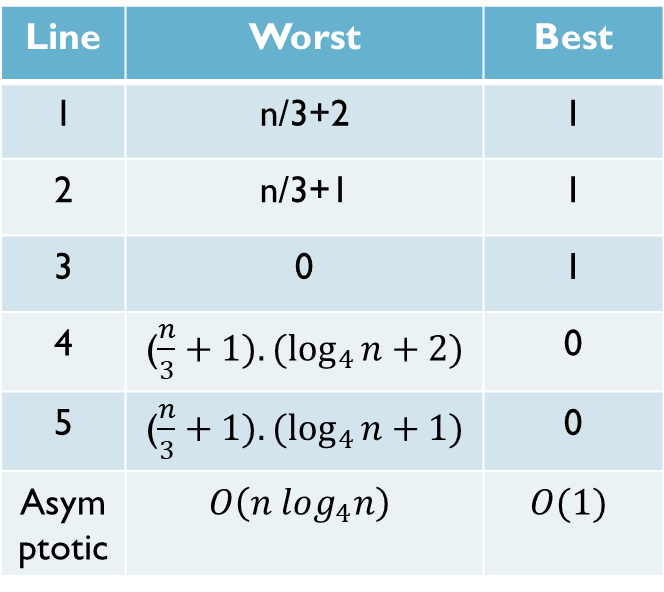 Line Worst Best
1 n/3+2 1
2 n/3+1 1
3 0 1
4 (n/3 + 1).(log₄ n + 2) 0
5 (n/3 + 1).(log₄ n + 1) 0
Asym O(n log₄n) O(1)
ptotic